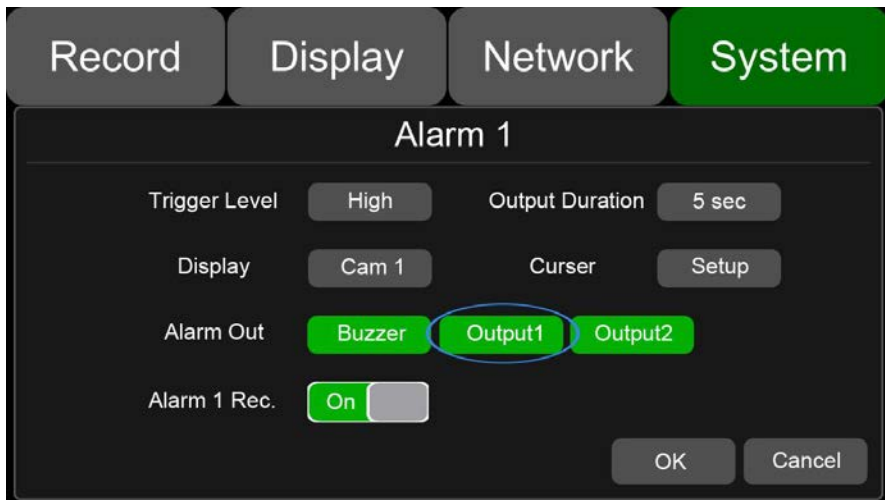 Record Display Network System
Alarm 1
Trigger Level High Output Duration 5 sec
Display Cam 1 Curser Setup
Alarm Out Buzzer Output1 Output2
Alarm 1 Rec. On
OK Cancel